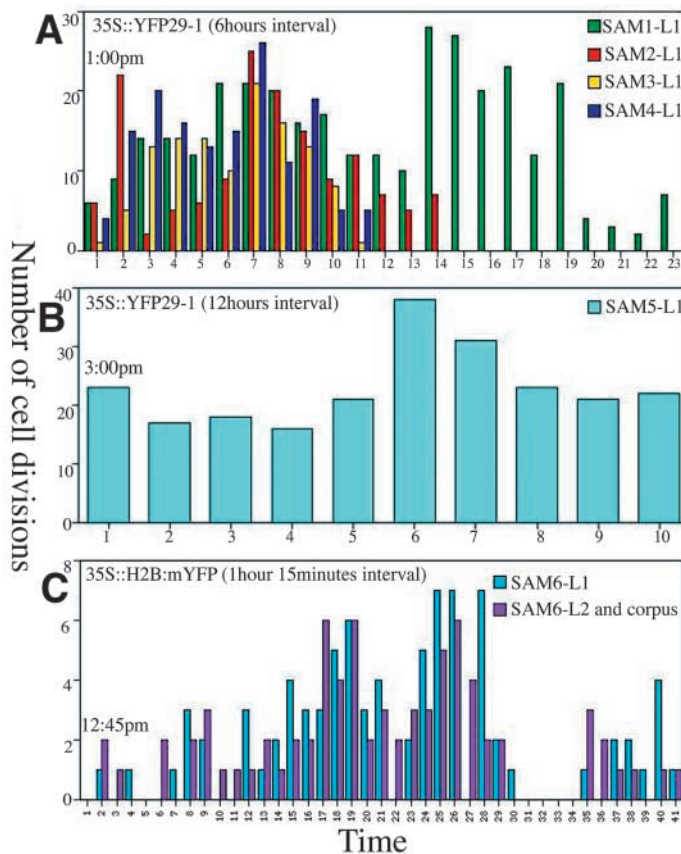 A
35S::YFP29-1 (6hours interval)
1:00pm
SAM1-L1
SAM2-L1
SAM3-L1
SAM4-L1
30
20
10
0
1 2 3 4 5 6 7 8 9 10 11 12 13 14 15 16 17 18 19 20 21 22 23
Number of cell divisions
B
35S::YFP29-1 (12hours interval)
3:00pm
SAM5-L1
40
30
20
10
0
1 2 3 4 5 6 7 8 9 10
C
35S::H2B:mYFP (1hour 15minutes interval)
12:45pm
SAM6-L1
SAM6-L2 and corpus
8
6
4
2
0
1 2 3 4 5 6 7 8 9 10 11 12 13 14 15 16 17 18 19 20 21 22 23 24 25 26 27 28 29 30 31 32 33 34 35 36 37 38 39 40 41
Time